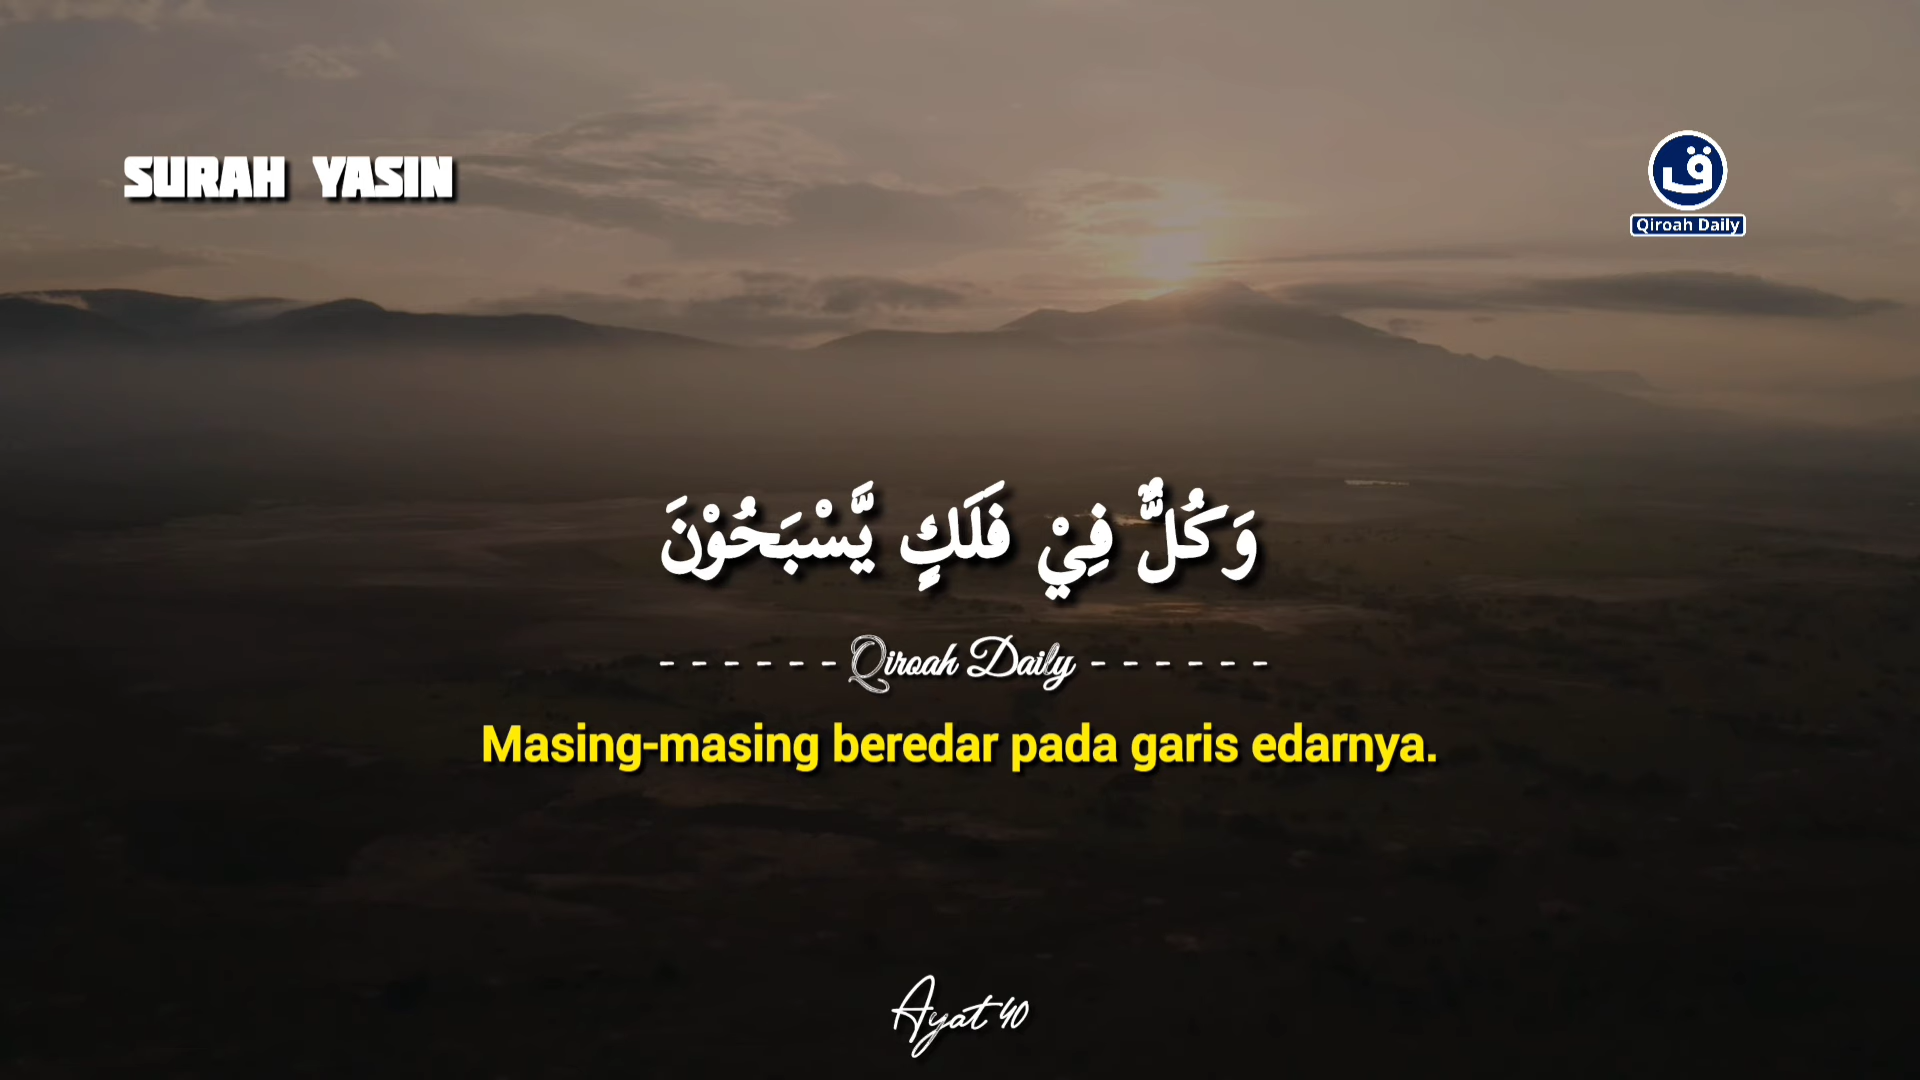 SURAH YASIN
ق
Qiroah Daily
وَكُلٌّ فِيْ فَلَكٍ يَّسْبَحُوْنَ
------ Qiroah Daily ------
Masing-masing beredar pada garis edarnya.
Ayat 40